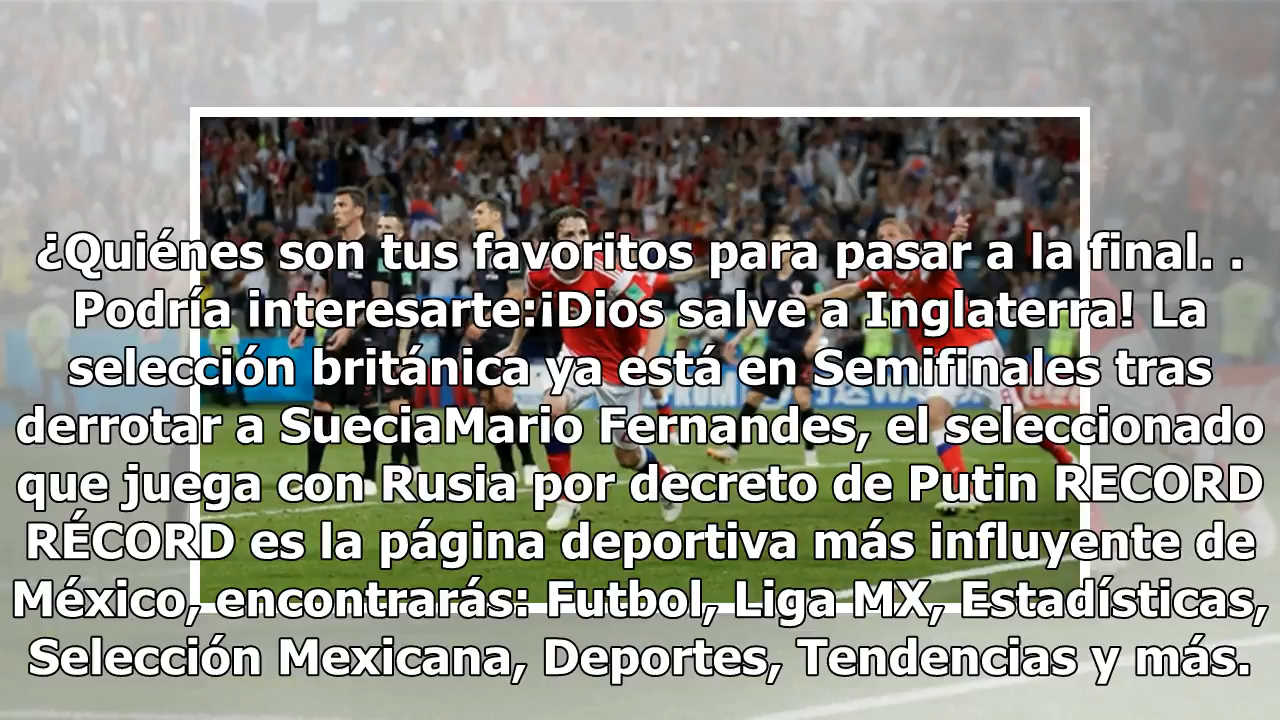 ¿Quiénes son tus favoritos para pasar a la final. .
Podría interesarte:¡Dios salve a Inglaterra! La
selección británica ya está en Semifinales tras
derrotar a SueciaMario Fernandes, el seleccionado
que juega con Rusia por decreto de Putin RECORD
RÉCORD es la página deportiva más influyente de
México, encontrarás: Futbol, Liga MX, Estadísticas,
Selección Mexicana, Deportes, Tendencias y más.